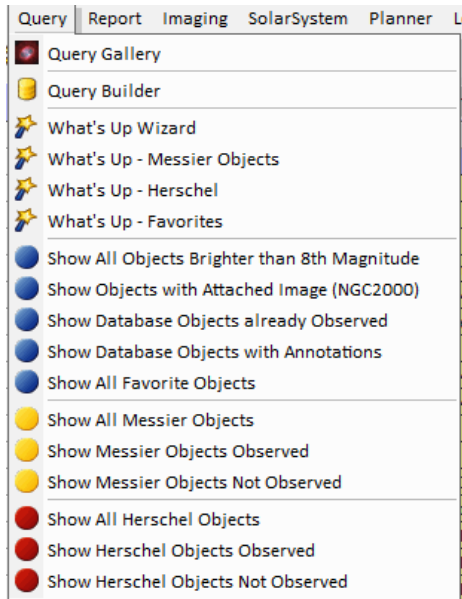 Query Report Imaging SolarSystem Planner L
Query Gallery
Query Builder
What's Up Wizard
What's Up - Messier Objects
What's Up - Herschel
What's Up - Favorites
Show All Objects Brighter than 8th Magnitude
Show Objects with Attached Image (NGC2000)
Show Database Objects already Observed
Show Database Objects with Annotations
Show All Favorite Objects
Show All Messier Objects
Show Messier Objects Observed
Show Messier Objects Not Observed
Show All Herschel Objects
Show Herschel Objects Observed
Show Herschel Objects Not Observed